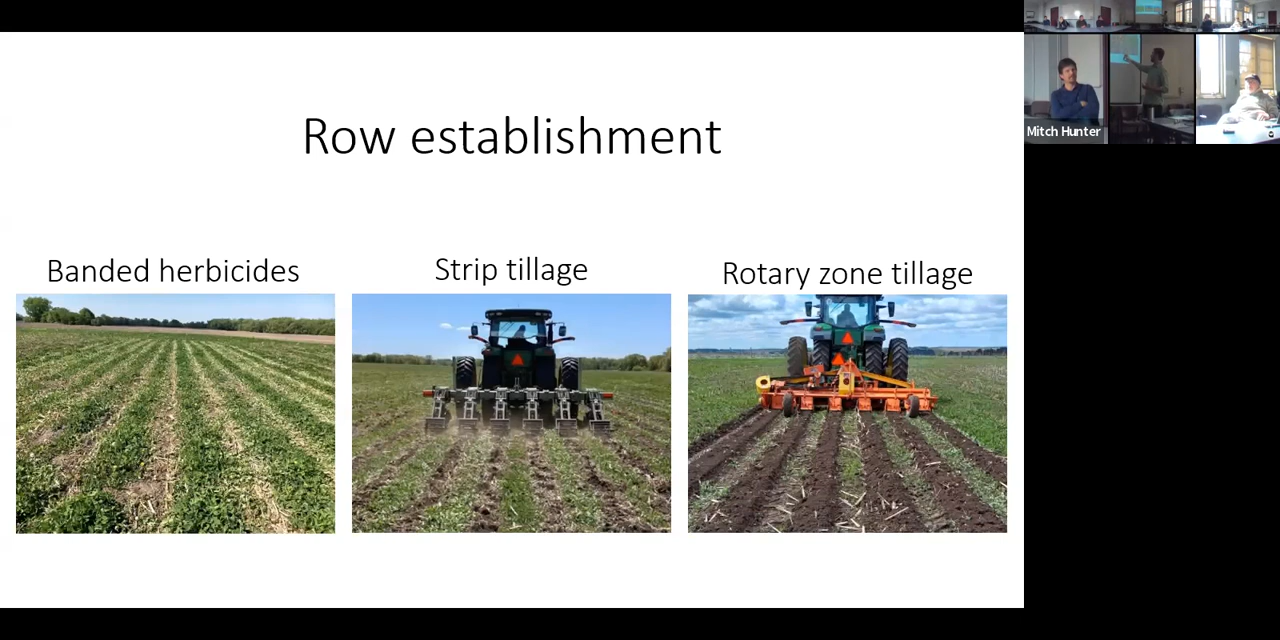 Row establishment
Banded herbicides
Strip tillage
Rotary zone tillage
Mitch Hunter